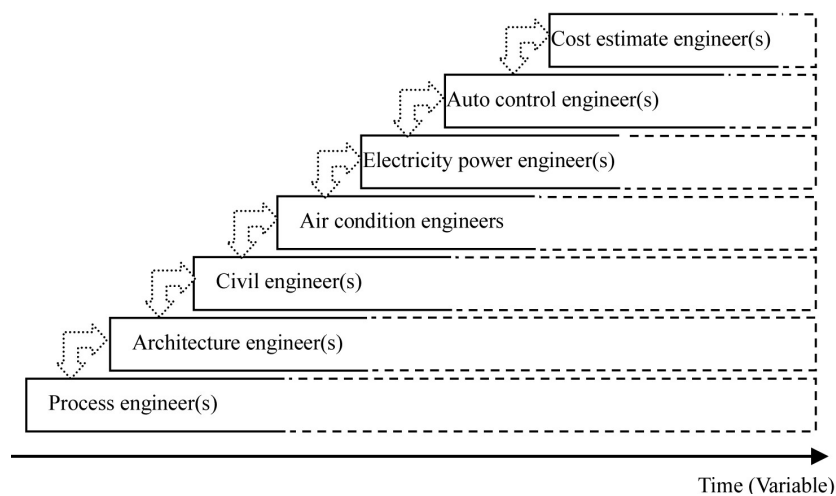 Cost estimate engineer(s)
Auto control engineer(s)
Electricity power engineer(s)
Air condition engineers
Civil engineer(s)
Architecture engineer(s)
Process engineer(s)
Time (Variable)